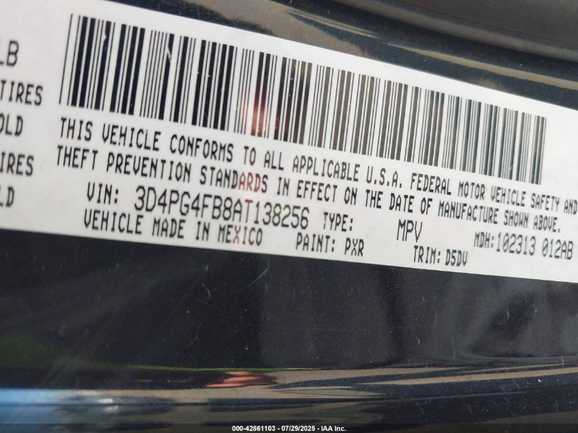 LB
TIRES
OLD
IRES
LD
THIS VEHICLE CONFORMS TO ALL APPLICABLE U.S.A. FEDERAL MOTOR VEHICLE SAFETY AND
THEFT PREVENTION STANDARDS IN EFFECT ON THE DATE OF MANUFACTURE SHOWN ABOVE.
VIN: 3D4PG4FB8AT138256 TYPE: MPV MDH:102313 012AB
VEHICLE MADE IN MEXICO PAINT: PXR TRIM: D5DV
000-42861103 - 07/29/2025 - IAA Inc.